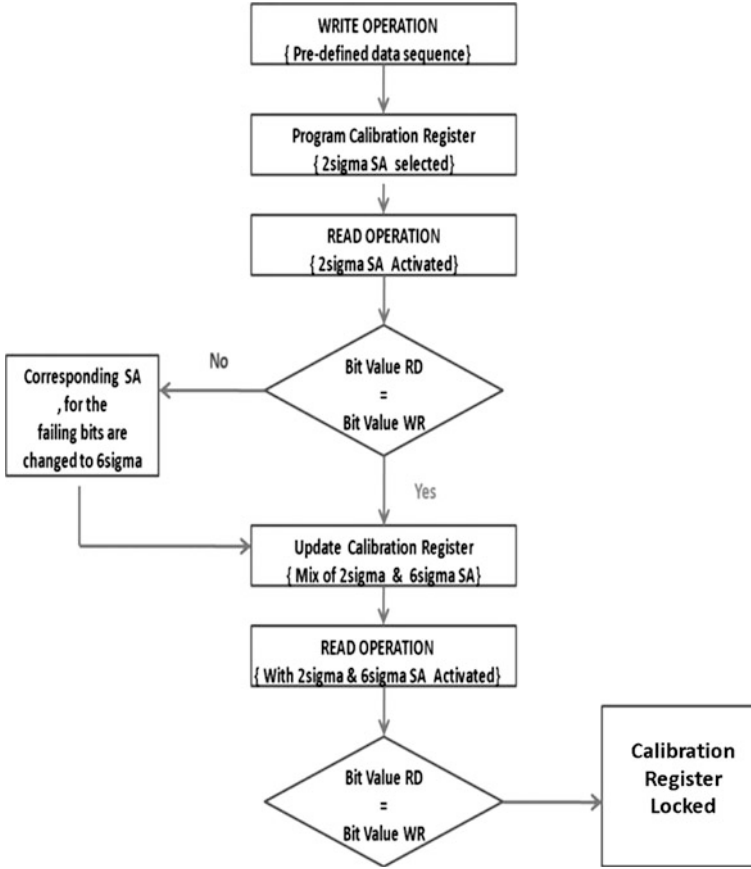 WRITE OPERATION
{ Pre-defined data sequence}
Program Calibration Register
{ 2sigma SA selected}
READ OPERATION
{ 2sigma SA Activated}
No
Bit Value RD
=
Bit Value WR
Corresponding SA
, for the
failing bits are
changed to 6sigma
Yes
Update Calibration Register
{ Mix of 2sigma & 6sigma SA}
READ OPERATION
{ With 2sigma & 6sigma SA Activated}
Bit Value RD
=
Bit Value WR
Calibration
Register
Locked